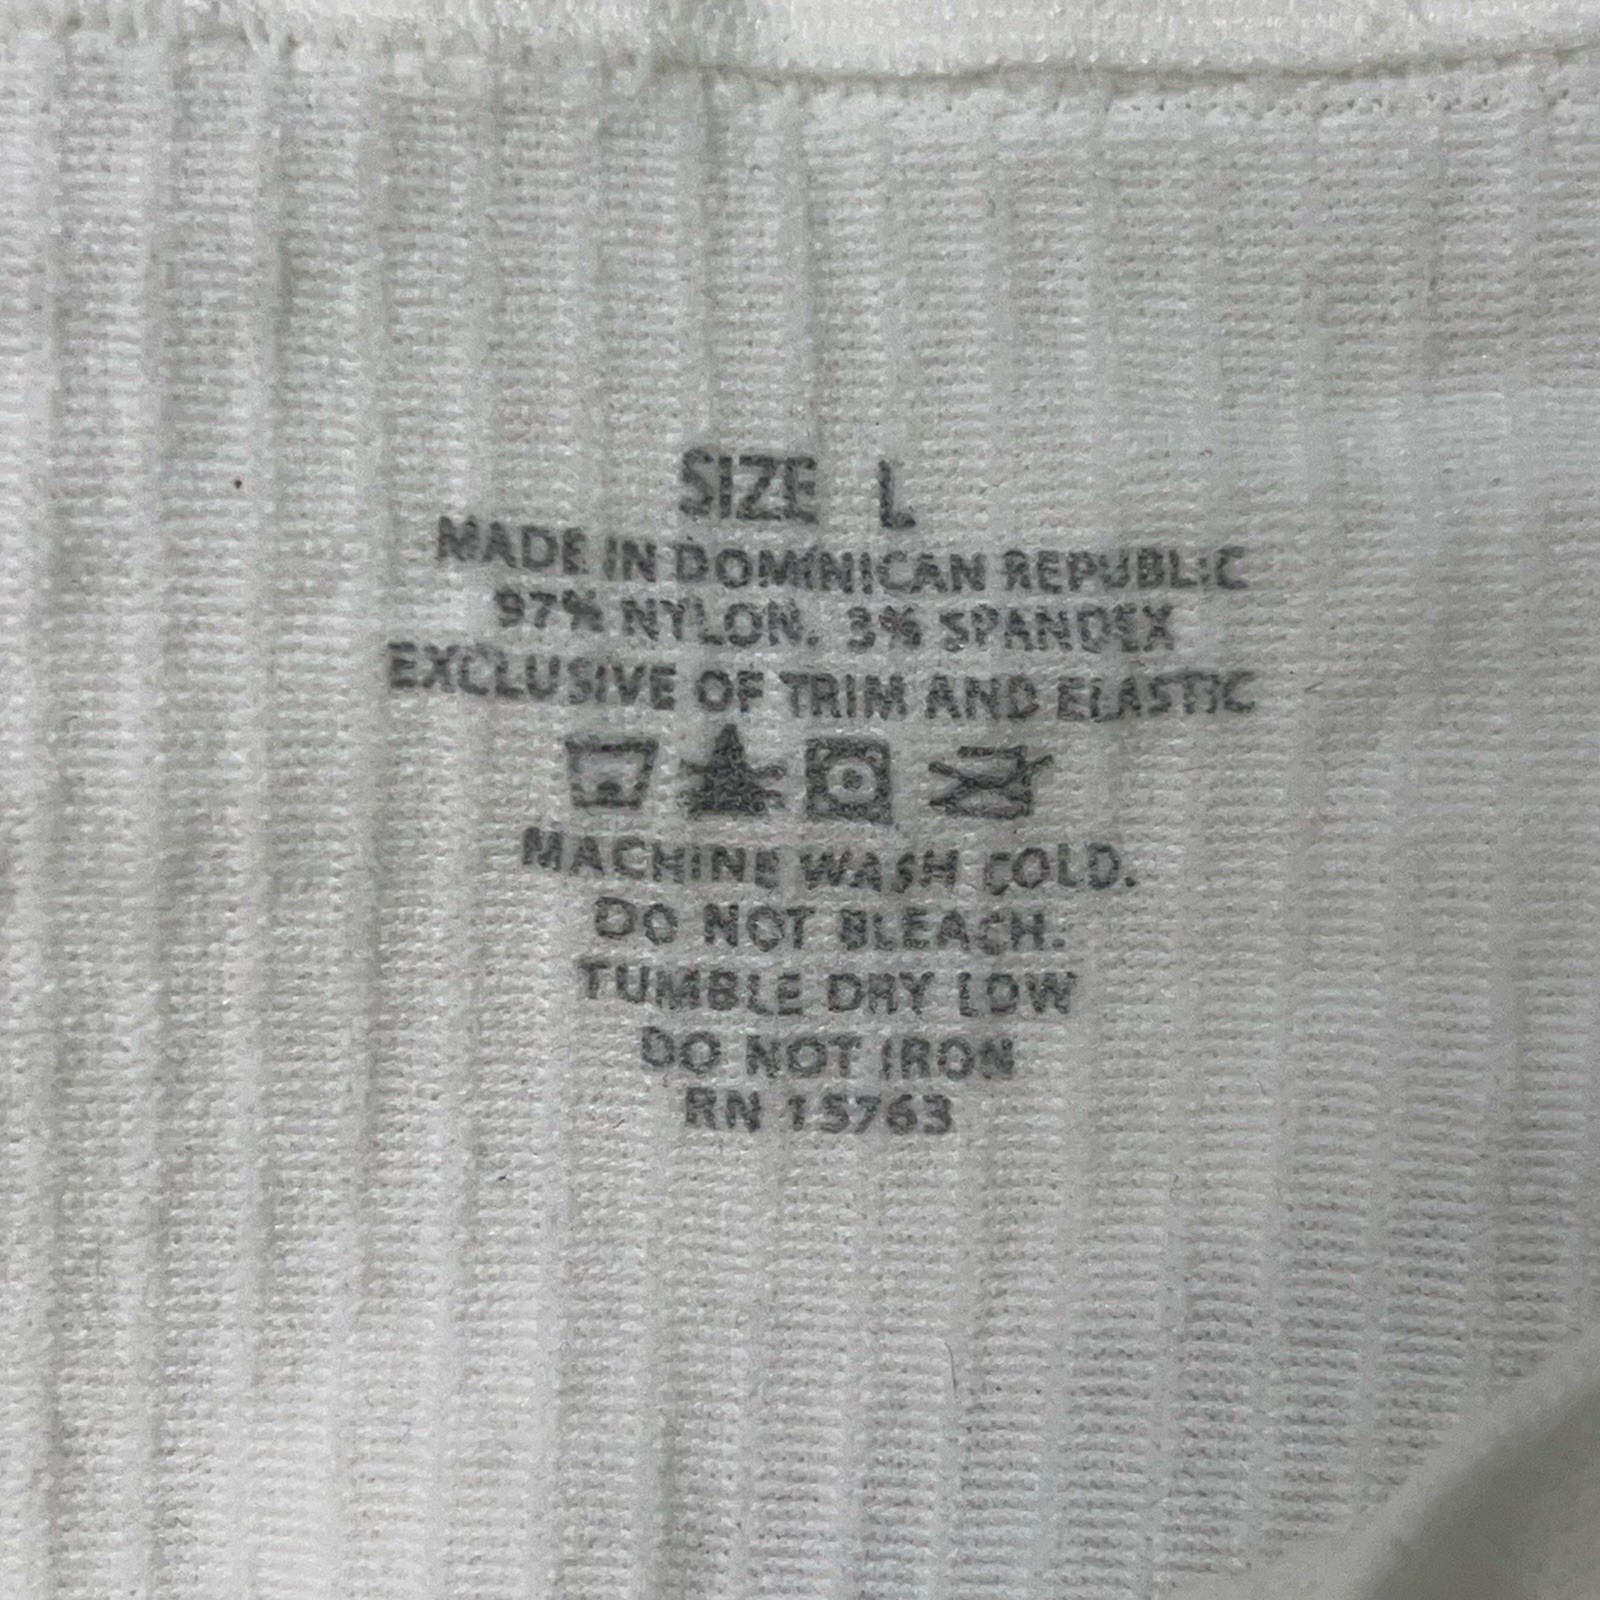 SIZE L
MADE IN DOMINICAN REPUBLIC
97% NYLON. 3% SPANDEX
EXCLUSIVE OF TRIM AND ELASTIC
MACHINE WASH COLD.
DO NOT BLEACH.
TUMBLE DRY LOW
DO NOT IRON
RN 15763